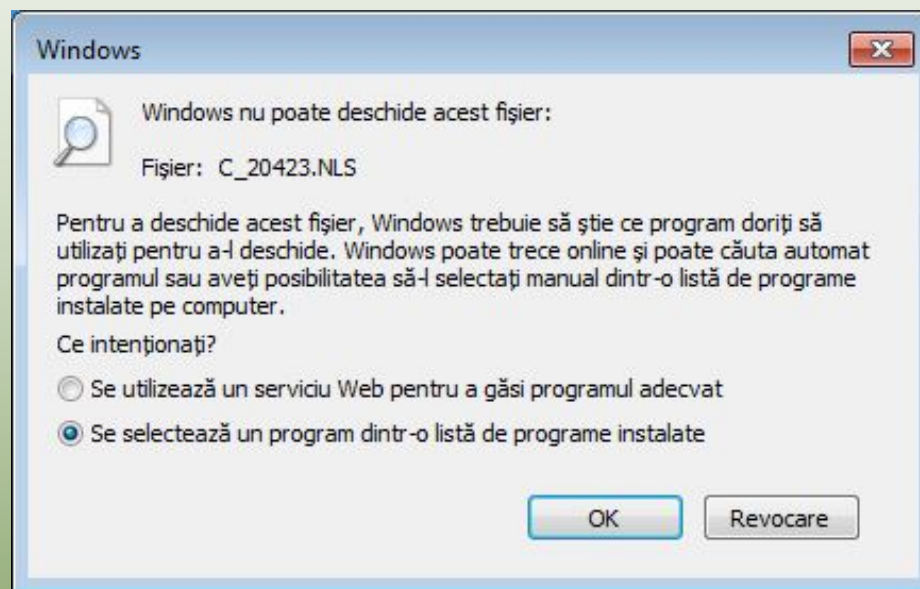 Windows
Windows nu poate deschide acest fişier:
Fişier: C_20423.NLS
Pentru a deschide acest fişier, Windows trebuie să ştie ce program doriţi să
utilizaţi pentru a-l deschide. Windows poate trece online şi poate căuta automat
programul sau aveţi posibilitatea să-l selectaţi manual dintr-o listă de programe
instalate pe computer.
Ce intenţionaţi?
Se utilizează un serviciu Web pentru a găsi programul adecvat
Se selectează un program dintr-o listă de programe instalate
OK Revocare